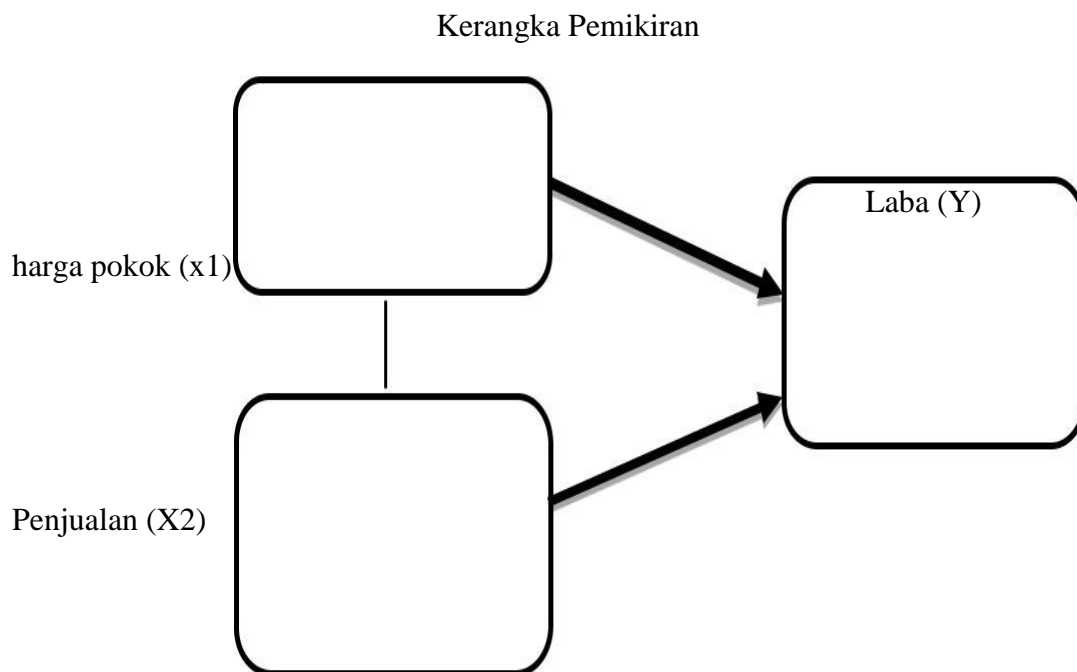 Kerangka Pemikiran
Laba (Y)
harga pokok (x1)
Penjualan (X2)